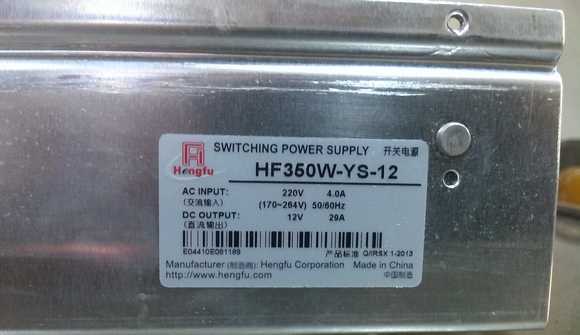 SWITCHING POWER SUPPLY 开关电源
Hengfu
HF350W-YS-12
AC INPUT: 220V 4.0A
(交流输入) (170~264V) 50/60Hz
DC OUTPUT: 12V 29A
(直流输出)
E04410E081189 产品标准 Q/IRSX 1-2013
Manufacturer (制造商): Hengfu Corporation Made in China
http://www.hengfu.com 中国制造